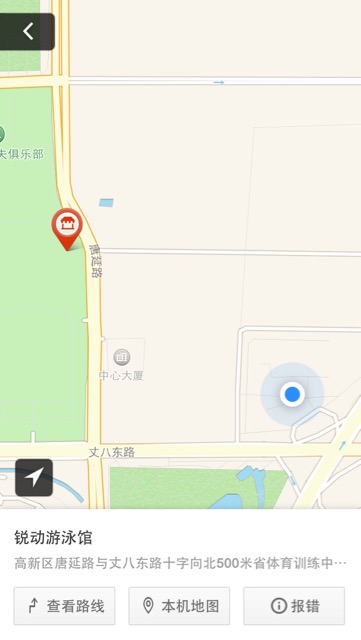 夫俱乐部
唐延路
中心大厦
丈八东路
锐动游泳馆
高新区唐延路与丈八东路十字向北500米省体育训练中…
查看路线
本机地图
报错